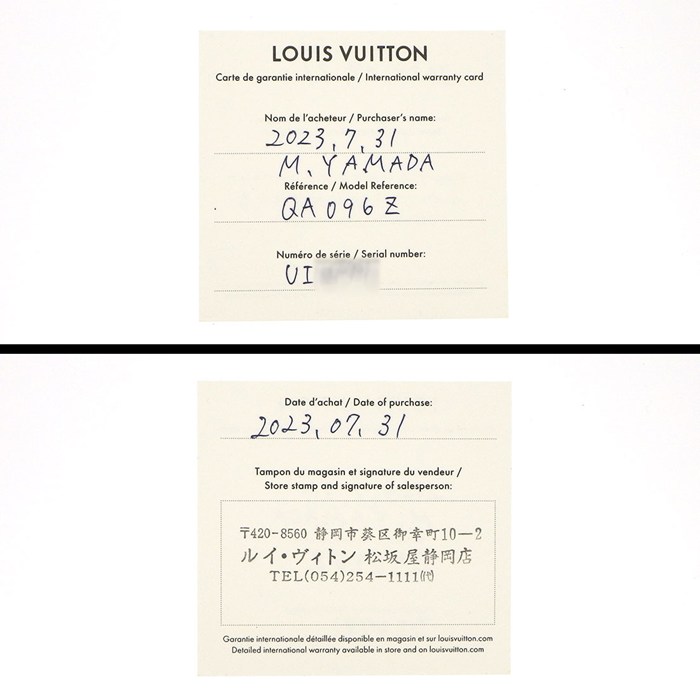 LOUIS VUITTON
Carte de garantie internationale / International warranty card
Nom de l'acheteur / Purchaser's name:
2023,7,31
M, YAMADA
Référence / Model Reference:
QA096Z
Numéro de série / Serial number:
UI
Date d'achat / Date of purchase:
2023,07,31
Tampon du magasin et signature du vendeur /
Store stamp and signature of salesperson:
〒420-8560 静岡市葵区御幸町10-2
ルイ・ヴィトン 松坂屋静岡店
TEL(054)254-1111㈹
Garantie internationale détaillée disponible en magasin et sur louisvuitton.com
Detailed international warranty available in store and on louisvuitton.com